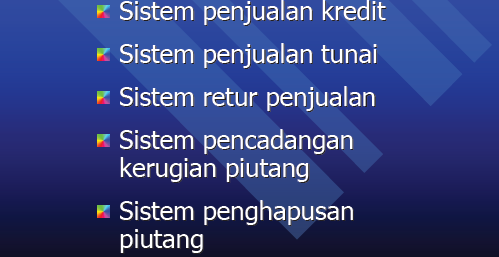 Sistem penjualan kredit
Sistem penjualan tunai
Sistem retur penjualan
Sistem pencadangan
kerugian piutang
Sistem penghapusan
piutang